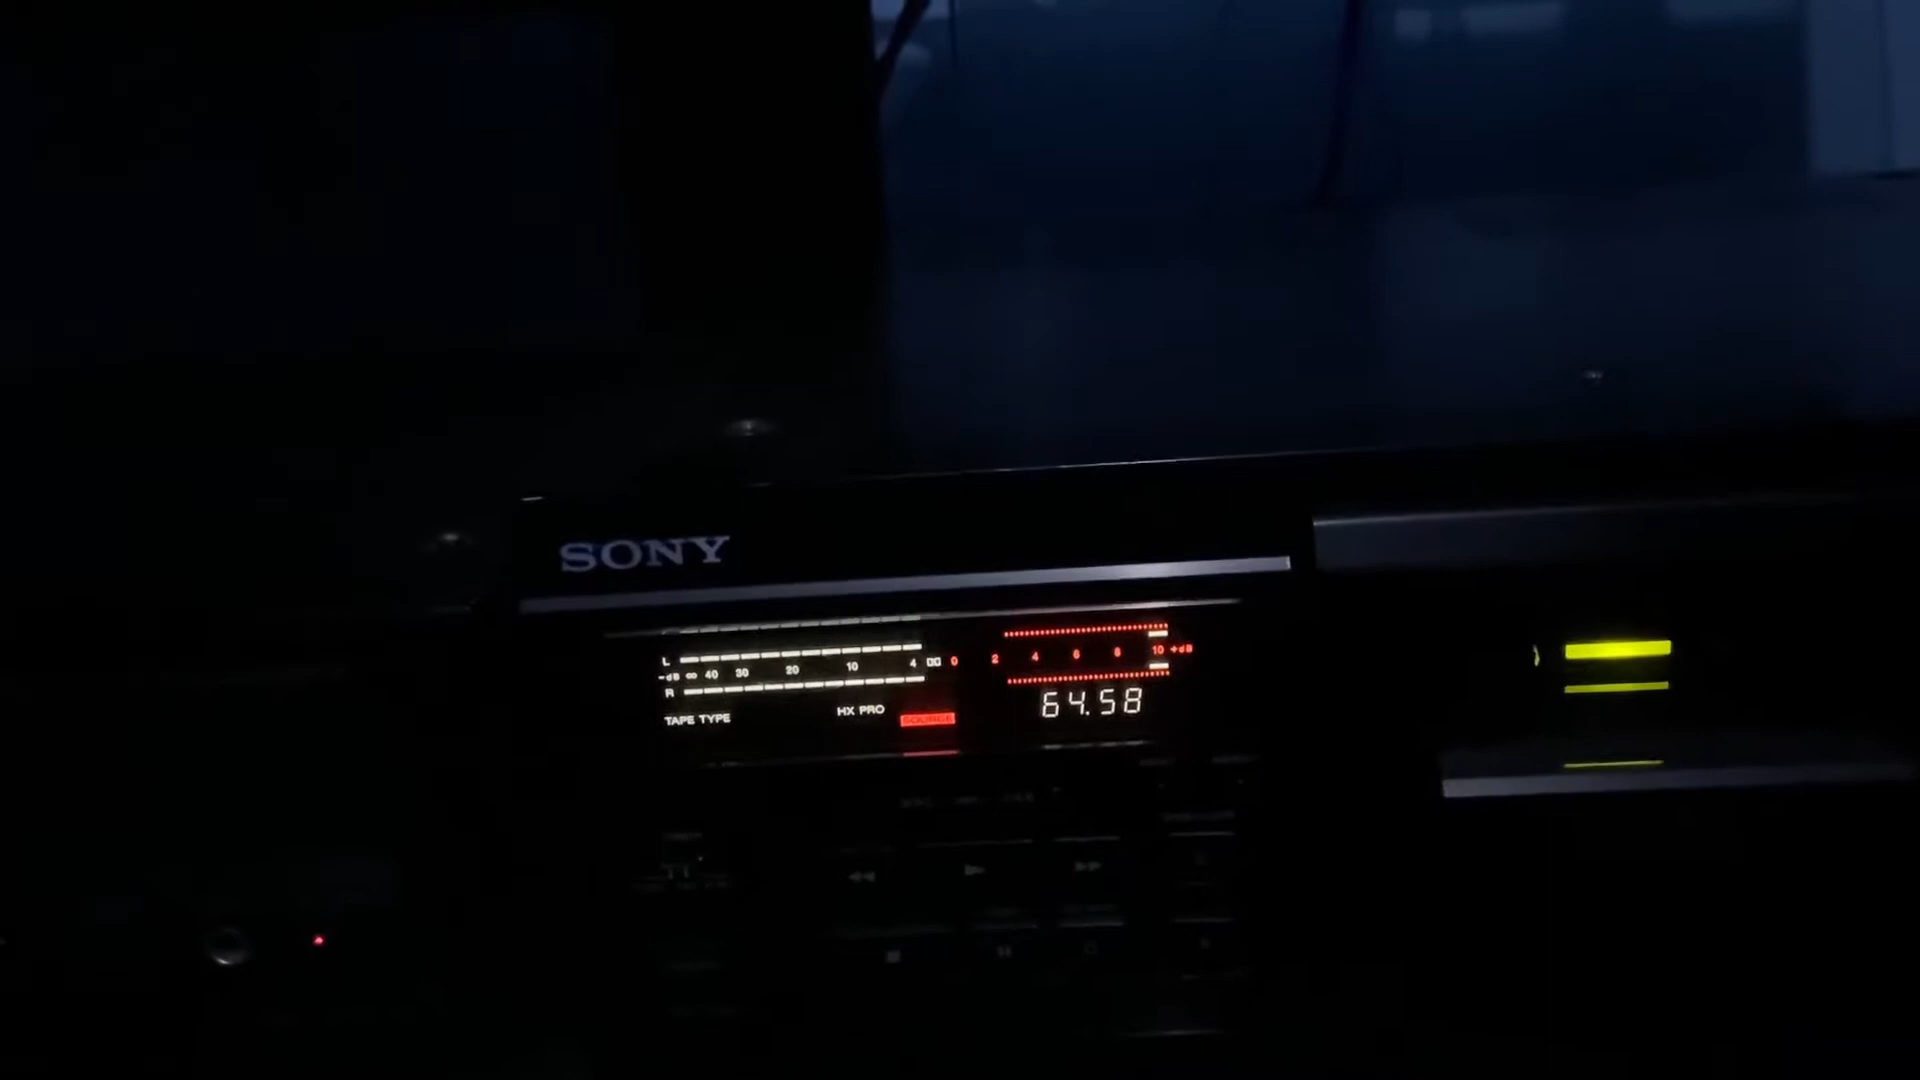 SONY
L
-dB ∞ 40 30 20 10 4 0 2 4 6 8 10 +dB
R
64.58
TAPE TYPE HX PRO SOURCE